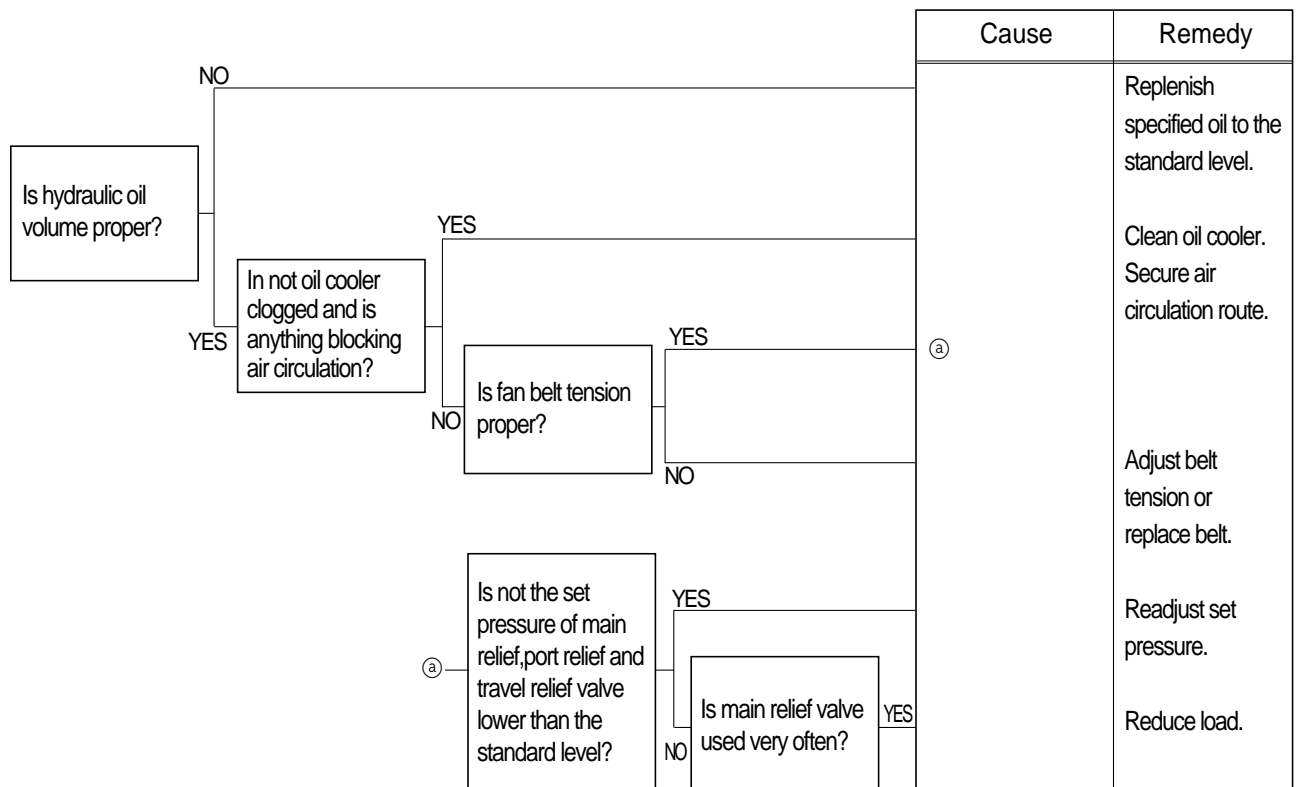 Cause
Remedy
NO
Replenish
specified oil to the
standard level.
Is hydraulic oil
volume proper?
YES
Clean oil cooler.
Secure air
circulation route.
YES
In not oil cooler
clogged and is
anything blocking
air circulation?
YES
ⓐ
NO
Is fan belt tension
proper?
NO
Adjust belt
tension or
replace belt.
ⓐ
Is not the set
pressure of main
relief,port relief and
travel relief valve
lower than the
standard level?
YES
Readjust set
pressure.
NO
Is main relief valve
used very often?
YES
Reduce load.